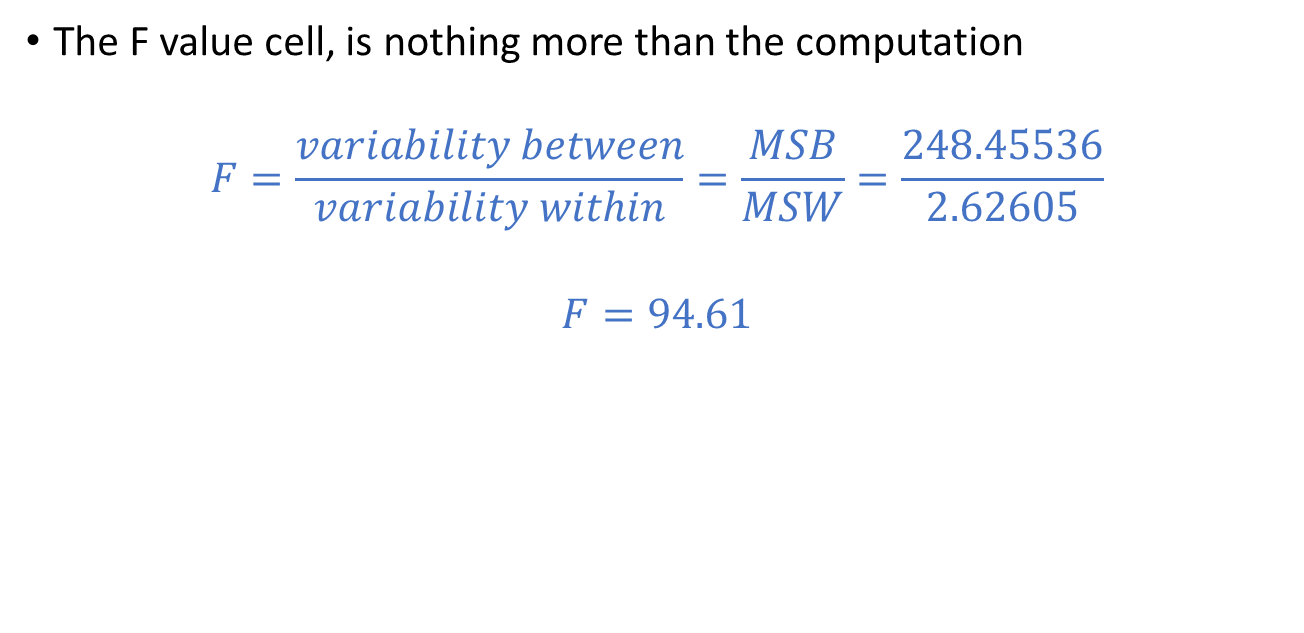 • The F value cell, is nothing more than the computation
F = variability between / variability within = MSB / MSW = 248.45536 / 2.62605
F = 94.61